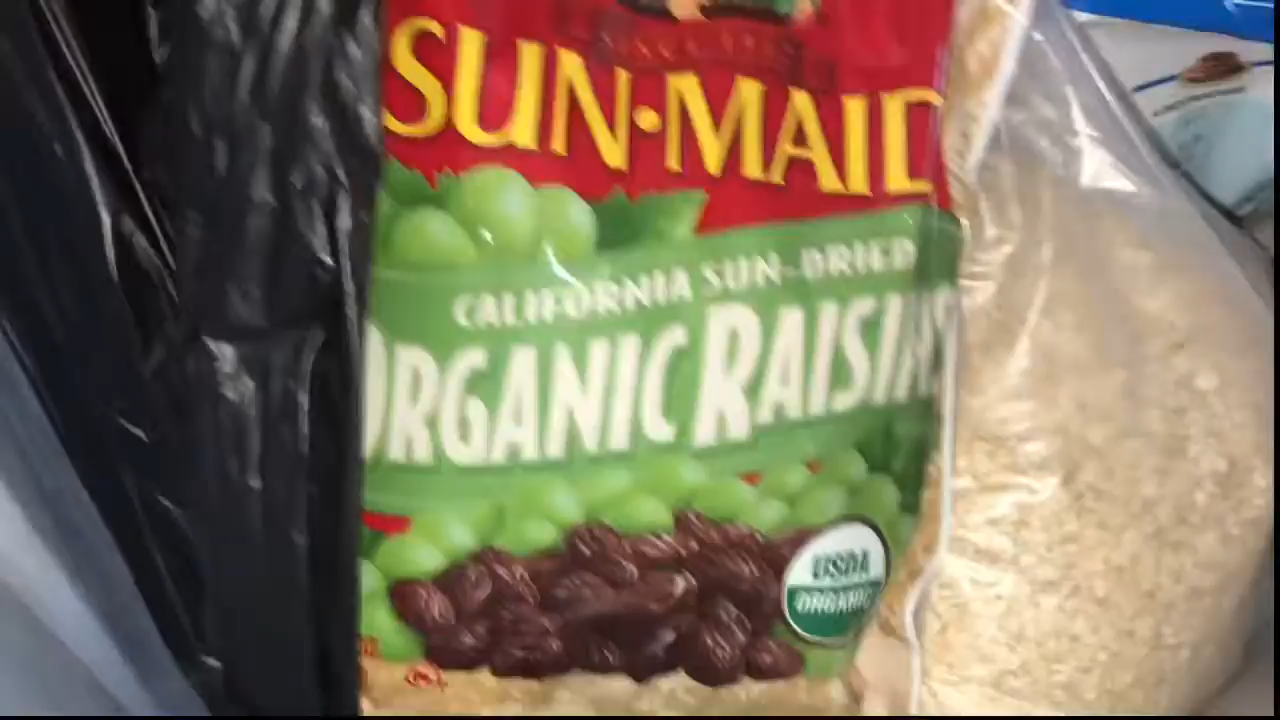 SUN•MAID
CALIFORNIA SUN-DRIED
ORGANIC RAISINS
USDA
ORGANIC